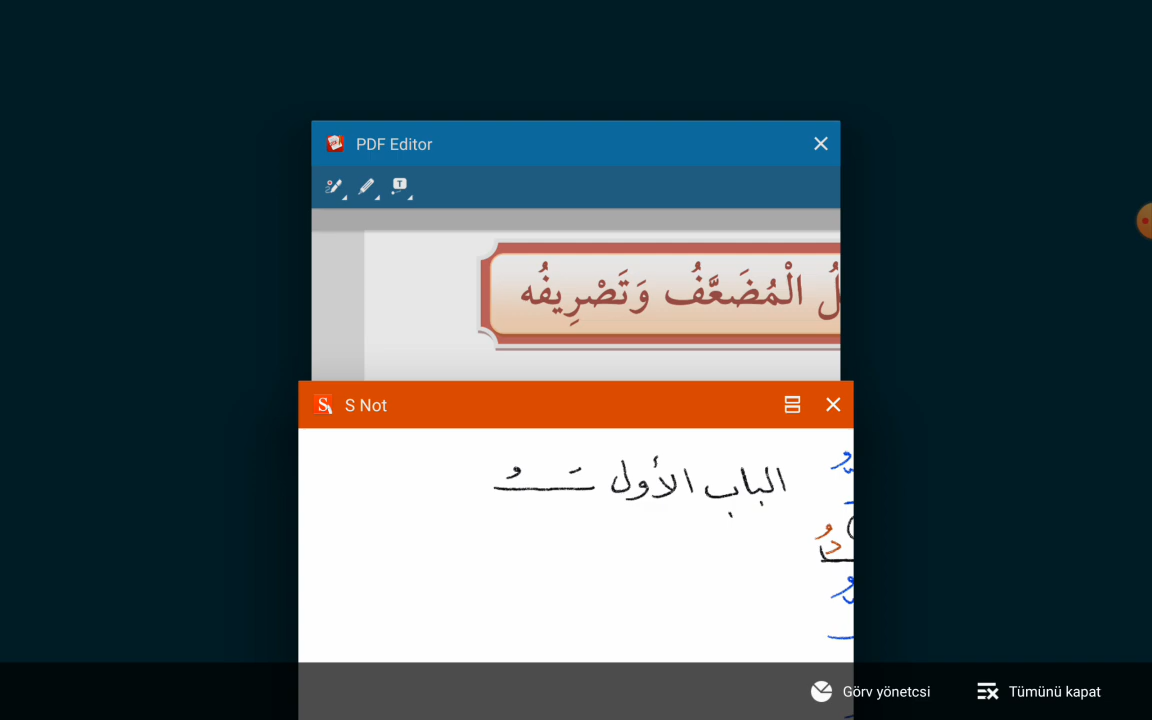 PDF Editor
T
لُ الْمُضَعَّفُ وَتَصْرِيفُه
S Not
الباب الأول
دُ
Görv yönetcsi
Tümünü kapat